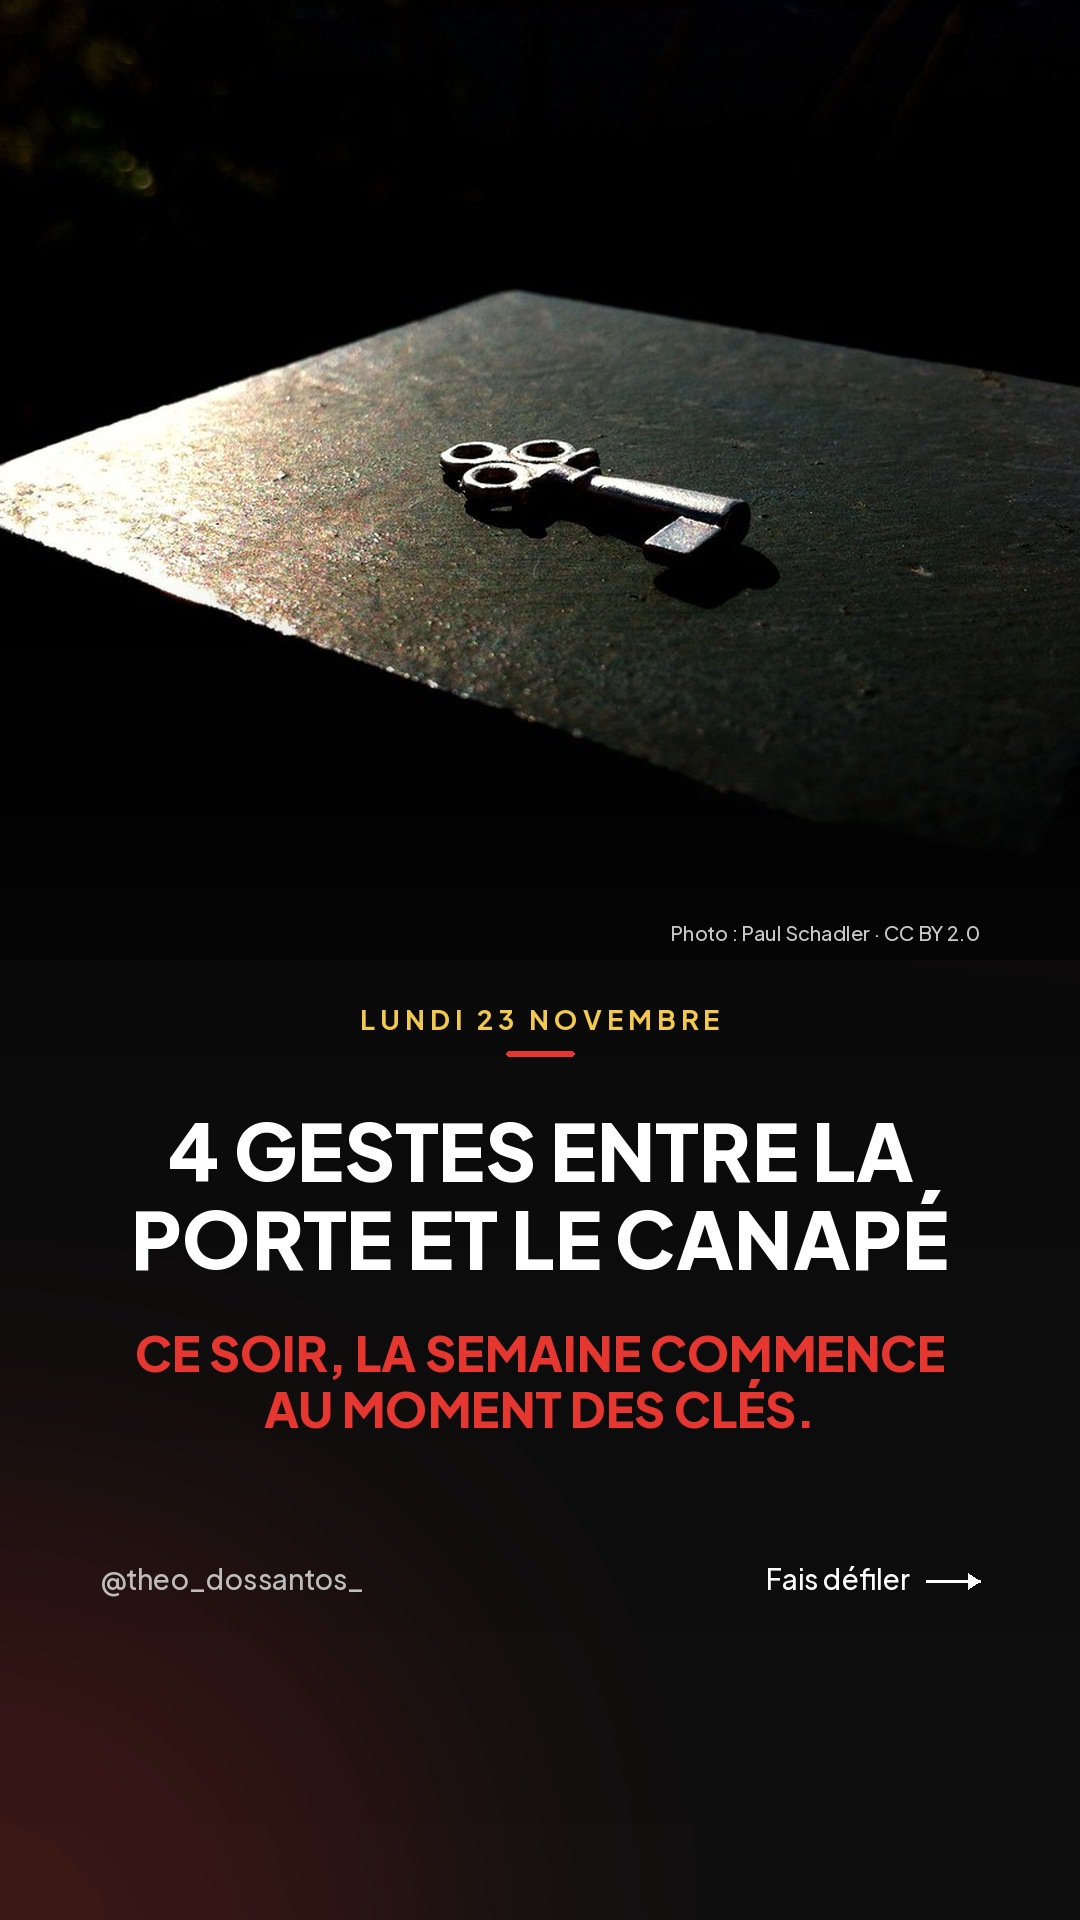 Photo : Paul Schadler · CC BY 2.0
LUNDI 23 NOVEMBRE
4 GESTES ENTRE LA
PORTE ET LE CANAPÉ
CE SOIR, LA SEMAINE COMMENCE
AU MOMENT DES CLÉS.
@theo_dossantos_
Fais défiler